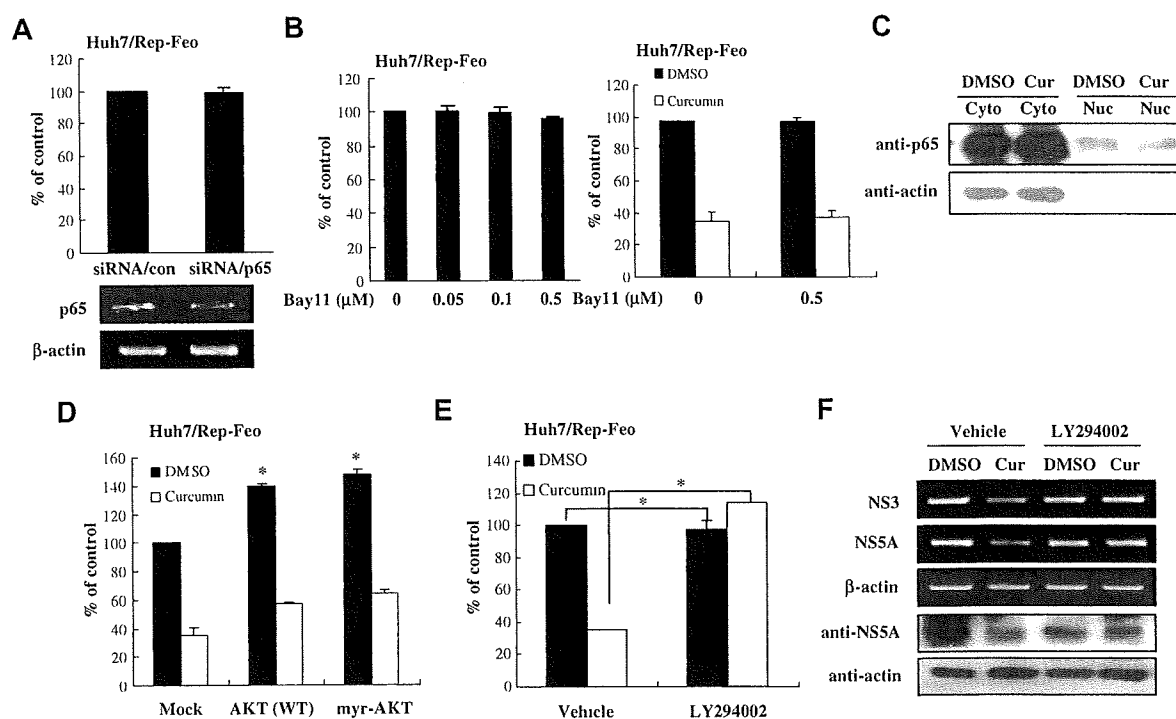 A
Huh7/Rep-Feo
% of control
120
100
80
60
40
20
0
siRNA/con siRNA/p65
p65
β-actin
B
Huh7/Rep-Feo
% of control
120
100
80
60
40
20
0
Bay11 (μM) 0 0.05 0.1 0.5
Huh7/Rep-Feo
DMSO
Curcumin
% of control
100
80
60
40
20
0
Bay11 (μM) 0 0.5
C
DMSO Cur DMSO Cur
Cyto Cyto Nuc Nuc
anti-p65
anti-actin
D
Huh7/Rep-Feo
DMSO
Curcumin
% of control
160
140
120
100
80
60
40
20
0
* *
Mock AKT (WT) myr-AKT
E
Huh7/Rep-Feo
DMSO
Curcumin
% of control
140
120
100
80
60
40
20
0
*
*
Vehicle LY294002
F
Vehicle LY294002
DMSO Cur DMSO Cur
NS3
NS5A
β-actin
anti-NS5A
anti-actin